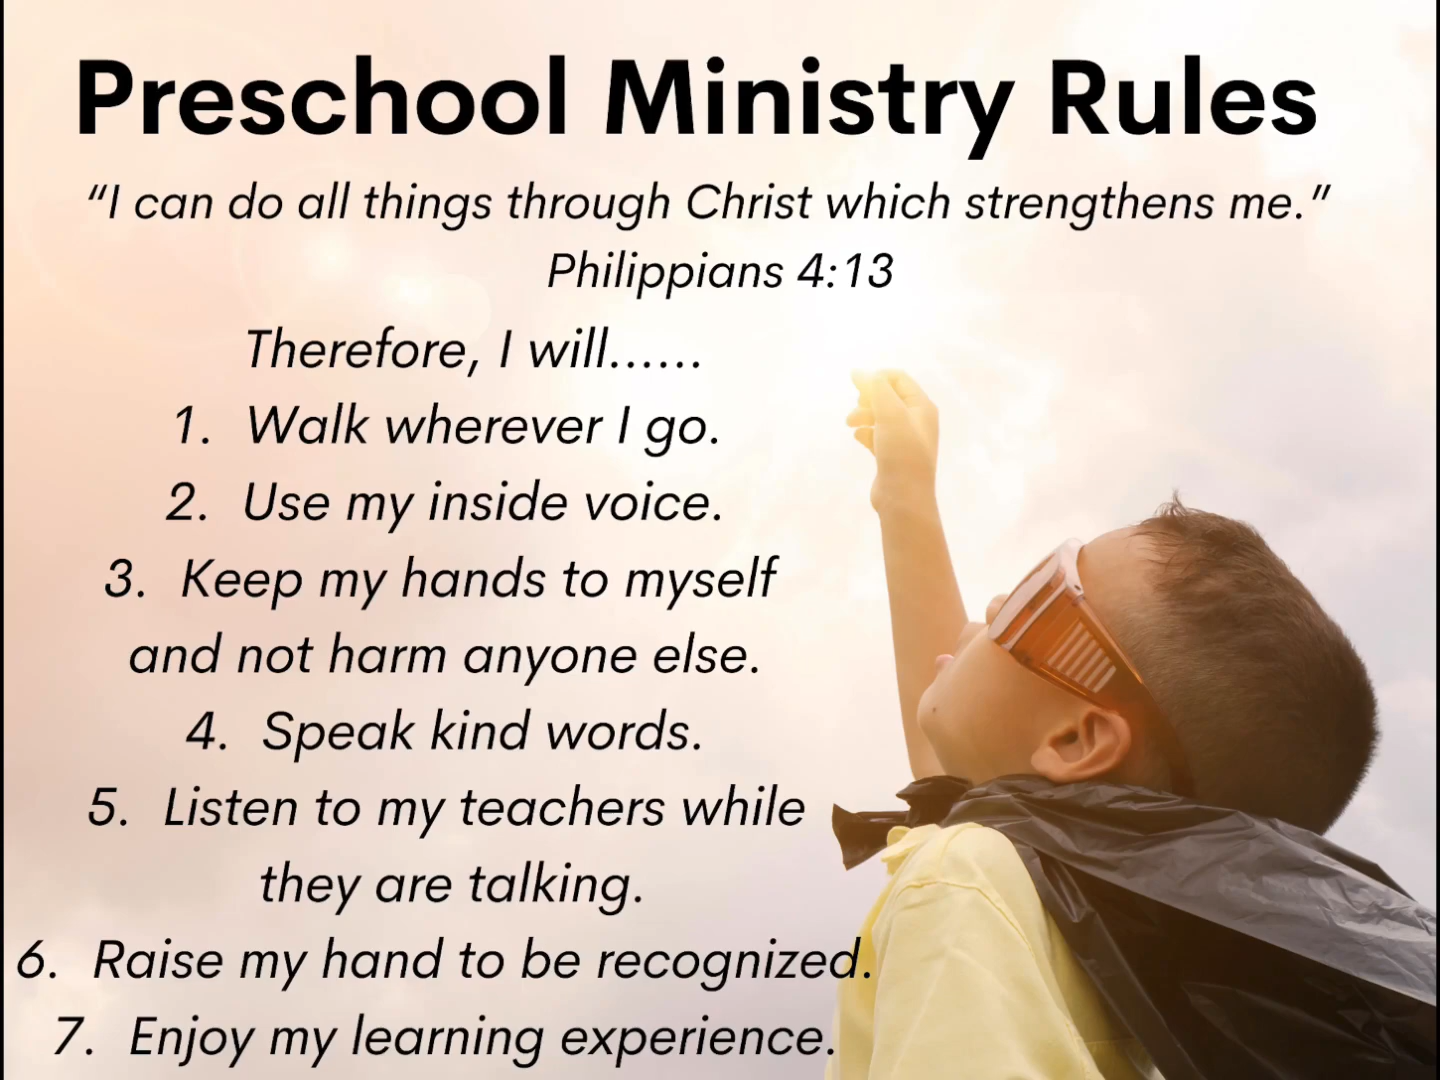 Preschool Ministry Rules
“I can do all things through Christ which strengthens me.”
Philippians 4:13
Therefore, I will......
1. Walk wherever I go.
2. Use my inside voice.
3. Keep my hands to myself
and not harm anyone else.
4. Speak kind words.
5. Listen to my teachers while
they are talking.
6. Raise my hand to be recognized.
7. Enjoy my learning experience.